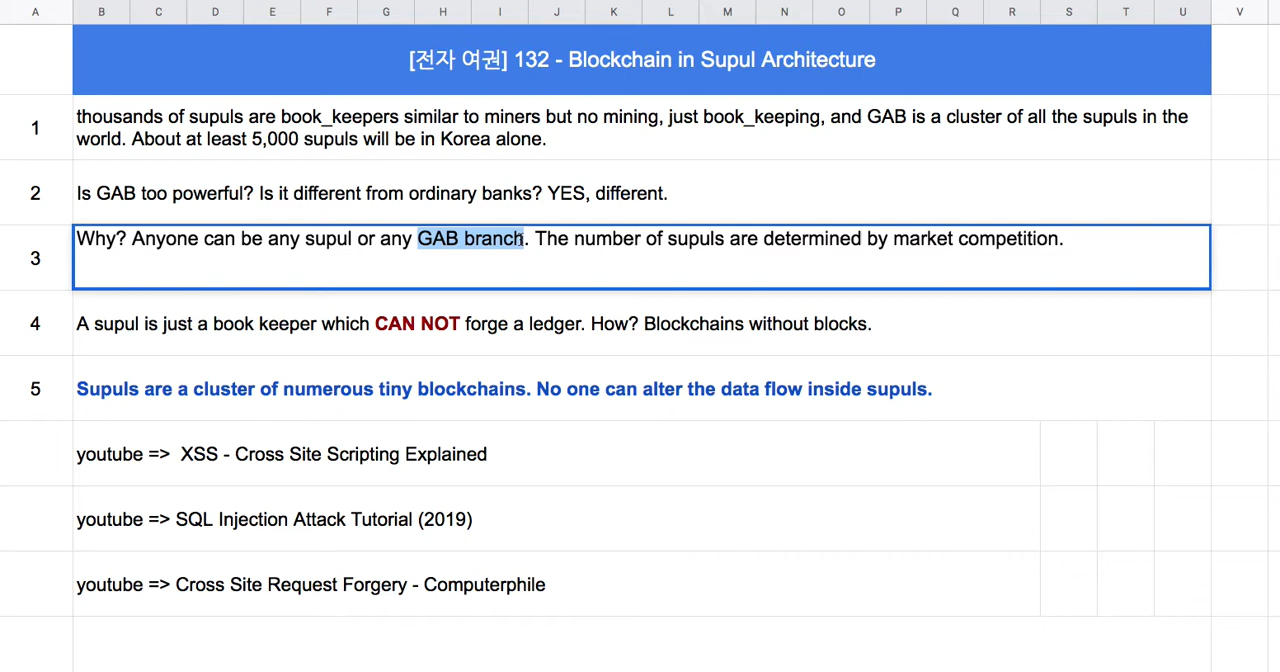 A B C D E F G H I J K L M N O P Q R S T U V
[전자 여권] 132 - Blockchain in Supul Architecture
1 thousands of supuls are book_keepers similar to miners but no mining, just book_keeping, and GAB is a cluster of all the supuls in the
world. About at least 5,000 supuls will be in Korea alone.
2 Is GAB too powerful? Is it different from ordinary banks? YES, different.
3 Why? Anyone can be any supul or any GAB branch. The number of supuls are determined by market competition.
4 A supul is just a book keeper which CAN NOT forge a ledger. How? Blockchains without blocks.
5 Supuls are a cluster of numerous tiny blockchains. No one can alter the data flow inside supuls.
youtube => XSS - Cross Site Scripting Explained
youtube => SQL Injection Attack Tutorial (2019)
youtube => Cross Site Request Forgery - Computerphile